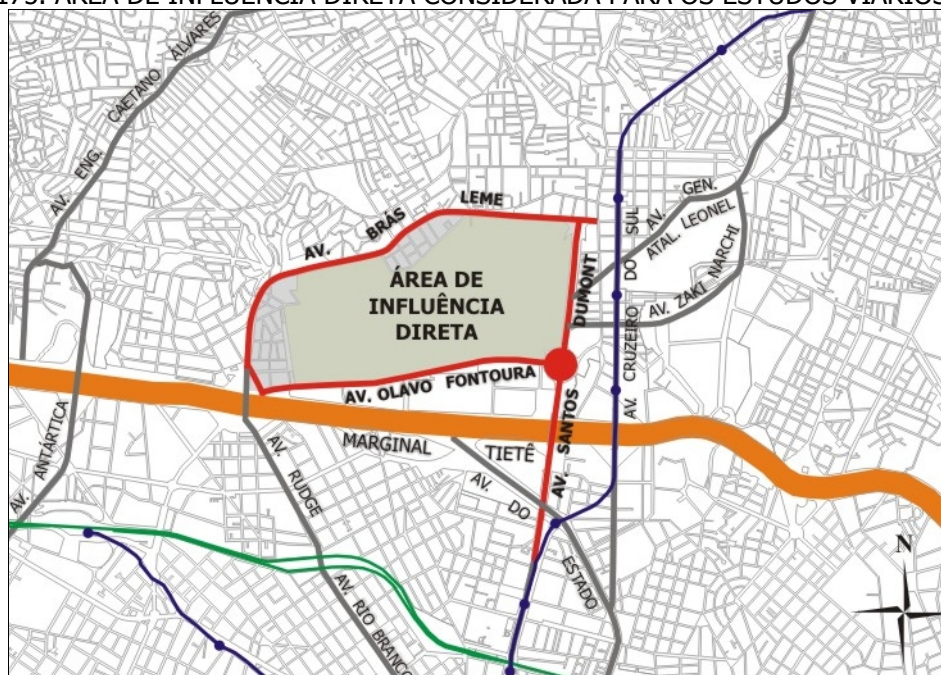 175. ÁREA DE INFLUÊNCIA DIRETA CONSIDERADA PARA OS ESTUDOS VIÁRIOS
AV. ENG. CAETANO ÁLVARES
AV. BRÁS LEME
AV. GEN.
ATAL. LEONEL
AV. ZAKI NARCHI
AV. CRUZEIRO DO SUL
ÁREA DE
INFLUÊNCIA
DIRETA
AV. SANTOS DUMONT
AV. OLAVO FONTOURA
MARGINAL TIETÊ
AV. ANTÁRTICA
AV. RUDGE
AV. DO ESTADO
AV. RIO BRANCO
N